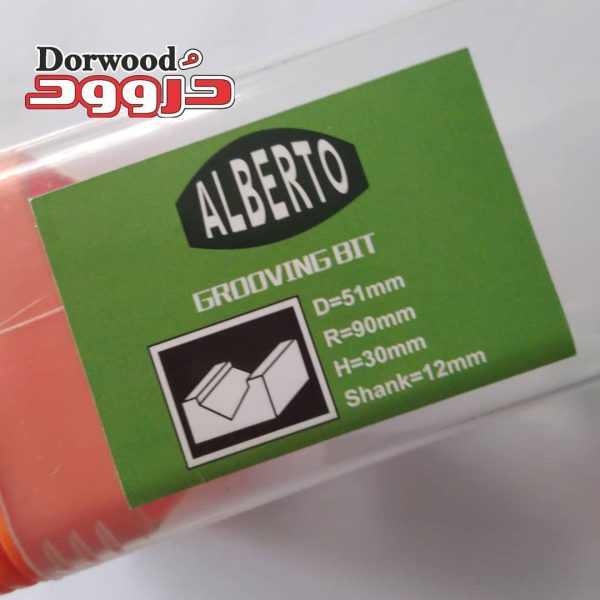 Dorwood
دروود
ALBERTO
GROOVING BIT
D=51mm
R=90mm
H=30mm
Shank=12mm